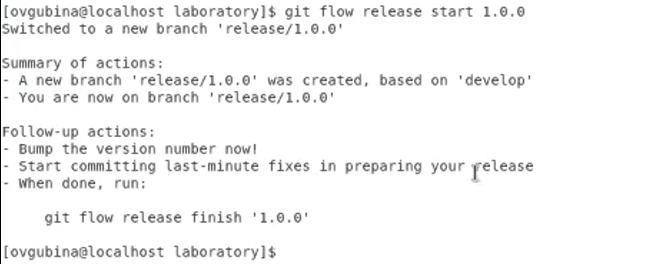 [ovgubina@localhost laboratory]$ git flow release start 1.0.0
Switched to a new branch 'release/1.0.0'

Summary of actions:
- A new branch 'release/1.0.0' was created, based on 'develop'
- You are now on branch 'release/1.0.0'

Follow-up actions:
- Bump the version number now!
- Start committing last-minute fixes in preparing your release
- When done, run:

     git flow release finish '1.0.0'

[ovgubina@localhost laboratory]$